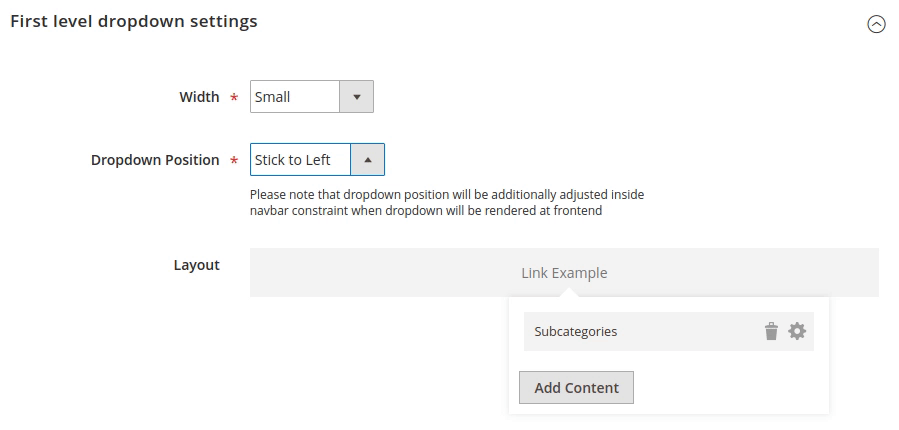 First level dropdown settings
Width *
Small
Dropdown Position *
Stick to Left
Please note that dropdown position will be additionally adjusted inside
navbar constraint when dropdown will be rendered at frontend
Layout
Link Example
Subcategories
Add Content